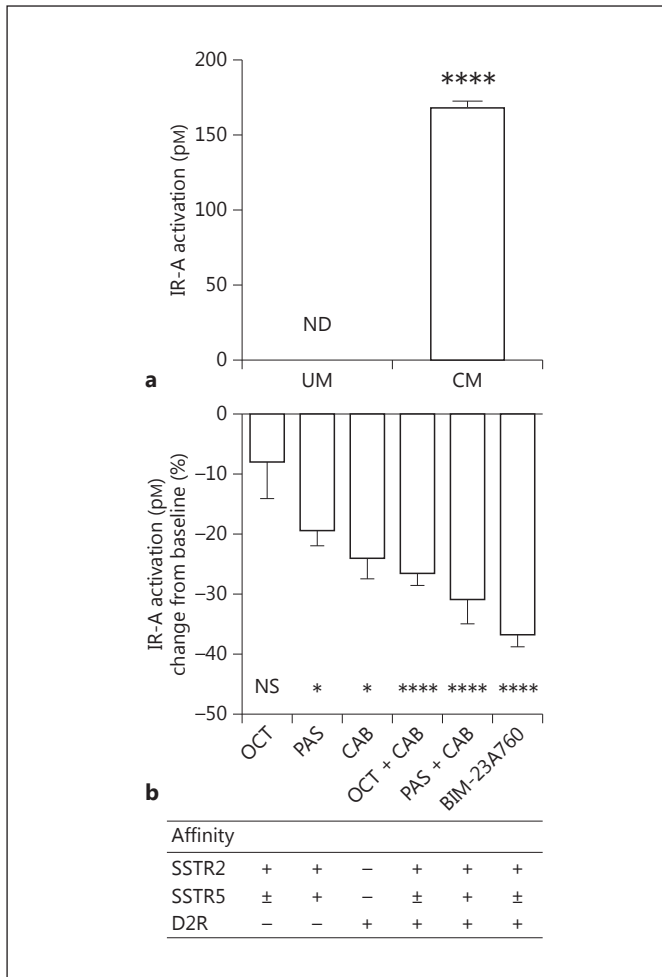 200
150
100
50
0
IR-A activation (pM)
****
ND
UM CM
a
0
–10
–20
–30
–40
–50
IR-A activation (pM)
change from baseline (%)
NS * * **** **** ****
OCT
PAS
CAB
OCT + CAB
PAS + CAB
BIM-23A760
b
Affinity
SSTR2 + + – + + +
SSTR5 ± + – ± + ±
D2R – – + + + +